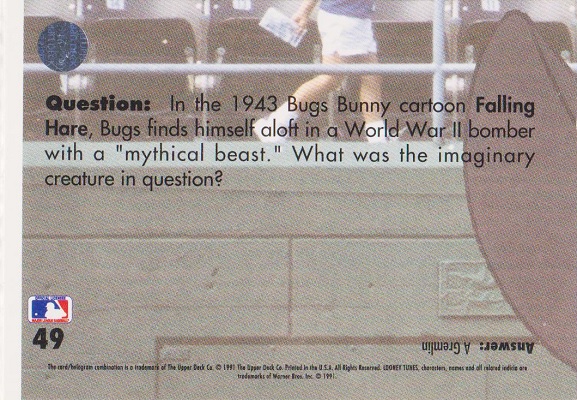 Question: In the 1943 Bugs Bunny cartoon Falling
Hare, Bugs finds himself aloft in a World War II bomber
with a "mythical beast." What was the imaginary
creature in question?
49
Answer: A Gremlin
The card/hologram combination is a trademark of The Upper Deck Co. © 1991 The Upper Deck Co. Printed in the U.S.A. All Rights Reserved. LOONEY TUNES, characters, names and all related indicia are
trademarks of Warner Bros. Inc. © 1991.